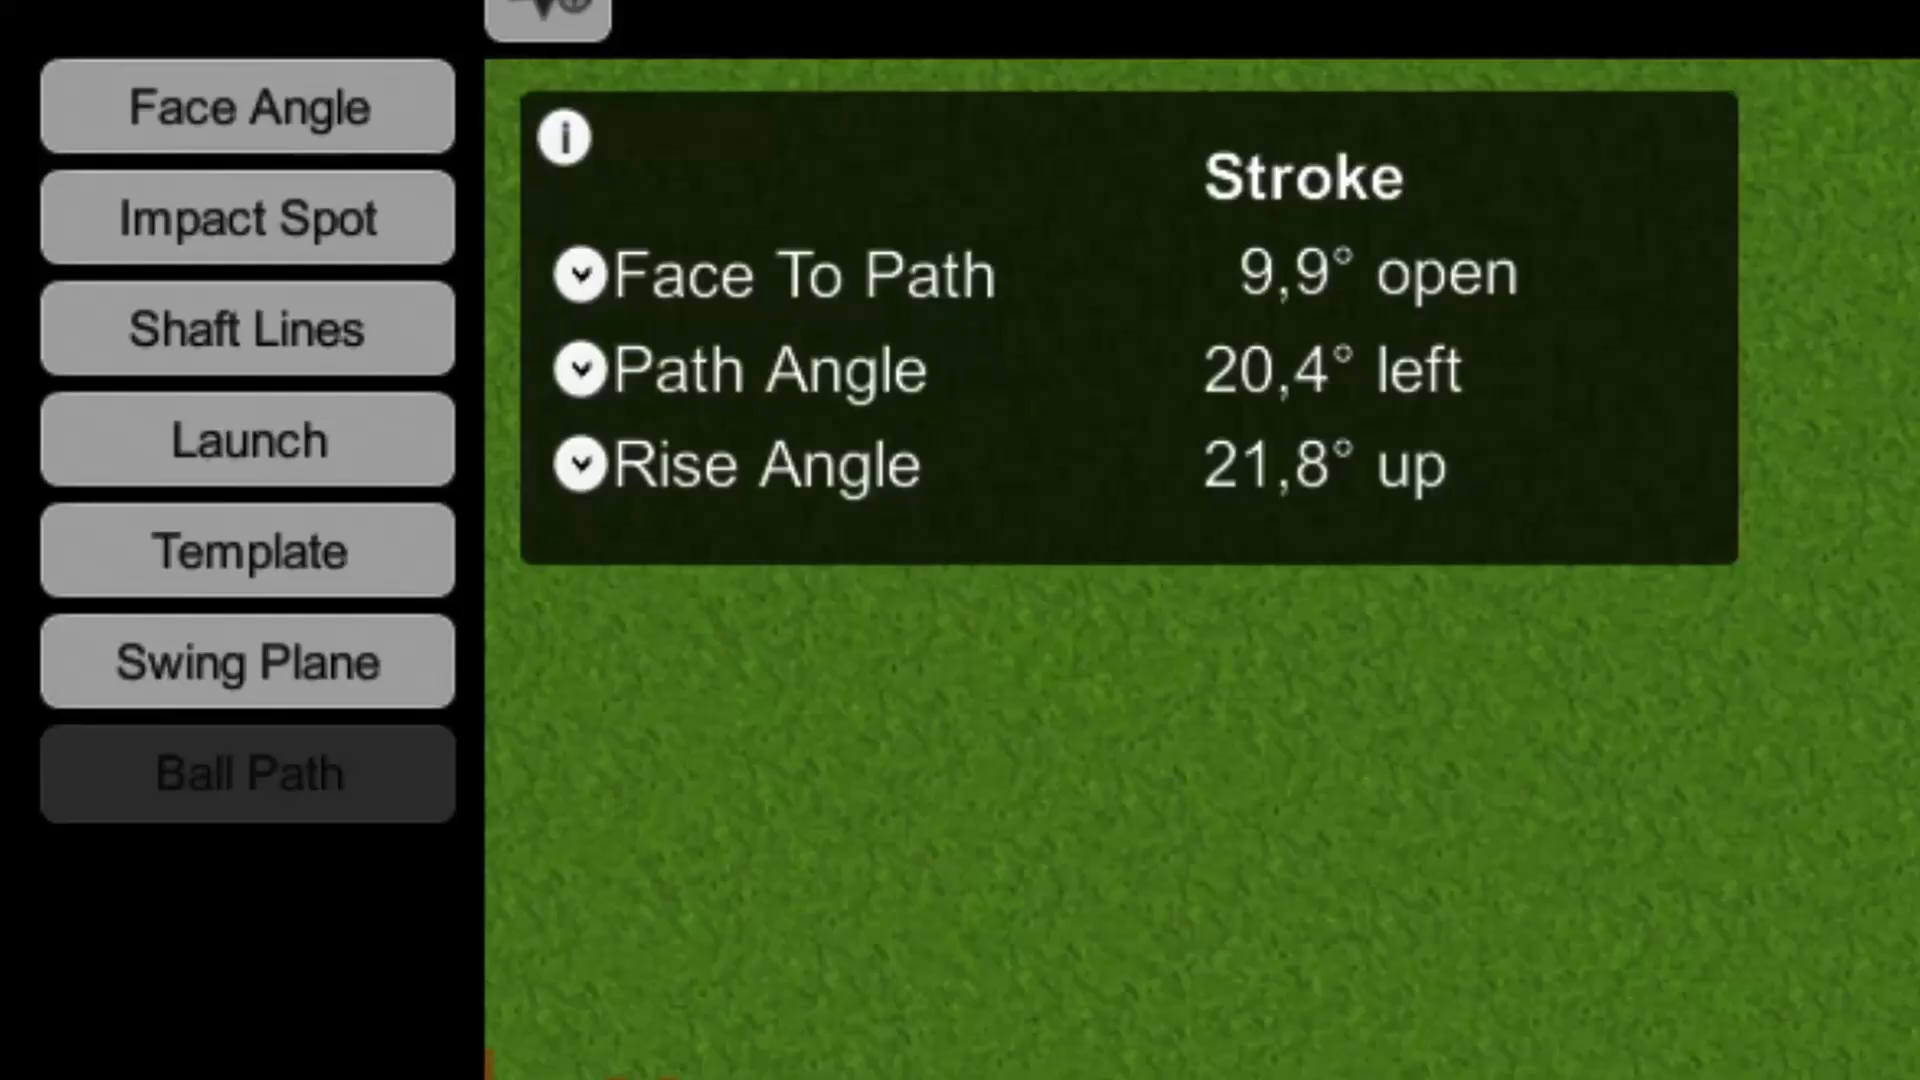 Face Angle
Impact Spot
Shaft Lines
Launch
Template
Swing Plane
Ball Path
i
Stroke
Face To Path 9,9° open
Path Angle 20,4° left
Rise Angle 21,8° up